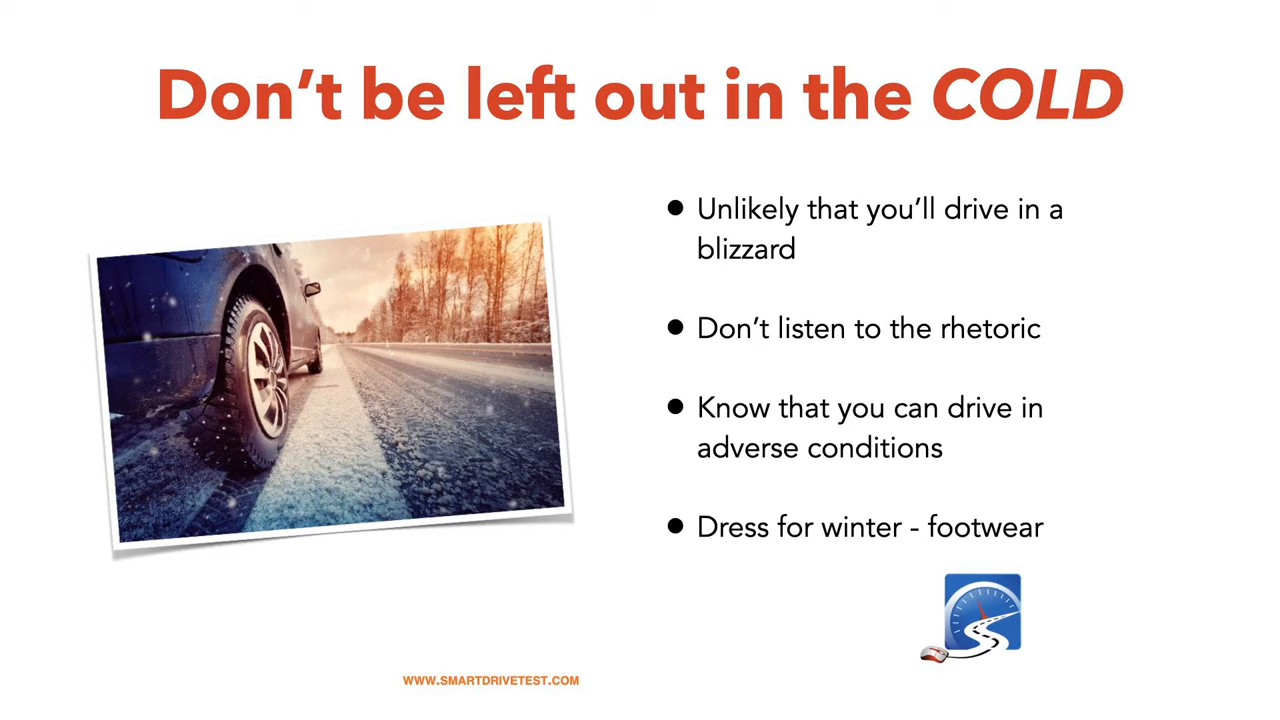 Don’t be left out in the COLD
● Unlikely that you’ll drive in a
blizzard
● Don’t listen to the rhetoric
● Know that you can drive in
adverse conditions
● Dress for winter - footwear
WWW.SMARTDRIVETEST.COM